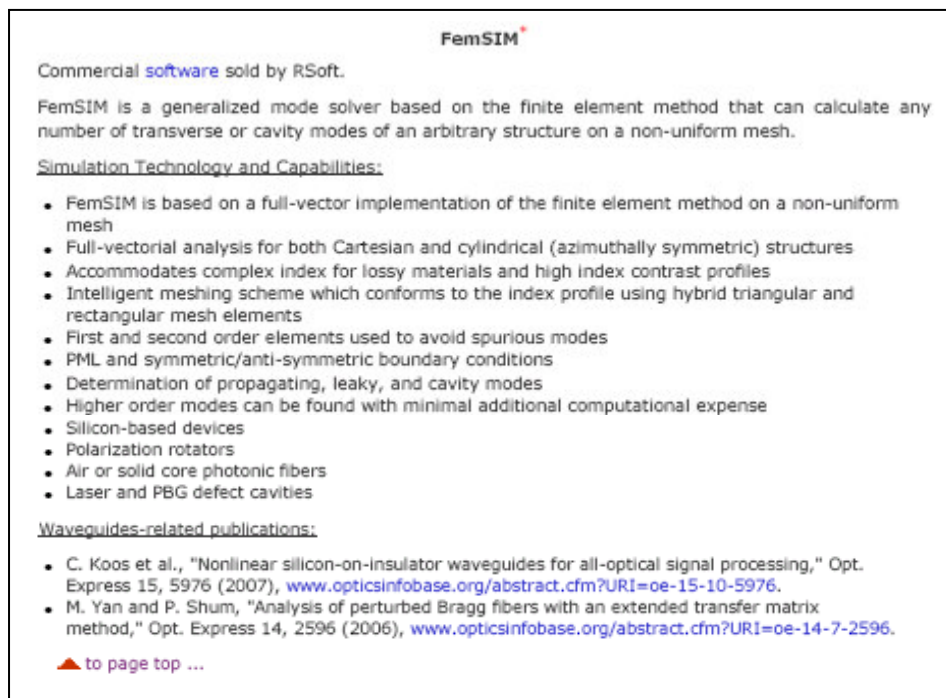 FemSIM*
Commercial software sold by RSoft.
FemSIM is a generalized mode solver based on the finite element method that can calculate any
number of transverse or cavity modes of an arbitrary structure on a non-uniform mesh.
Simulation Technology and Capabilities:
• FemSIM is based on a full-vector implementation of the finite element method on a non-uniform
mesh
• Full-vectorial analysis for both Cartesian and cylindrical (azimuthally symmetric) structures
• Accommodates complex index for lossy materials and high index contrast profiles
• Intelligent meshing scheme which conforms to the index profile using hybrid triangular and
rectangular mesh elements
• First and second order elements used to avoid spurious modes
• PML and symmetric/anti-symmetric boundary conditions
• Determination of propagating, leaky, and cavity modes
• Higher order modes can be found with minimal additional computational expense
• Silicon-based devices
• Polarization rotators
• Air or solid core photonic fibers
• Laser and PBG defect cavities
Waveguides-related publications:
• C. Koos et al., "Nonlinear silicon-on-insulator waveguides for all-optical signal processing," Opt.
Express 15, 5976 (2007), www.opticsinfobase.org/abstract.cfm?URI=oe-15-10-5976.
• M. Yan and P. Shum, "Analysis of perturbed Bragg fibers with an extended transfer matrix
method," Opt. Express 14, 2596 (2006), www.opticsinfobase.org/abstract.cfm?URI=oe-14-7-2596.
to page top ...